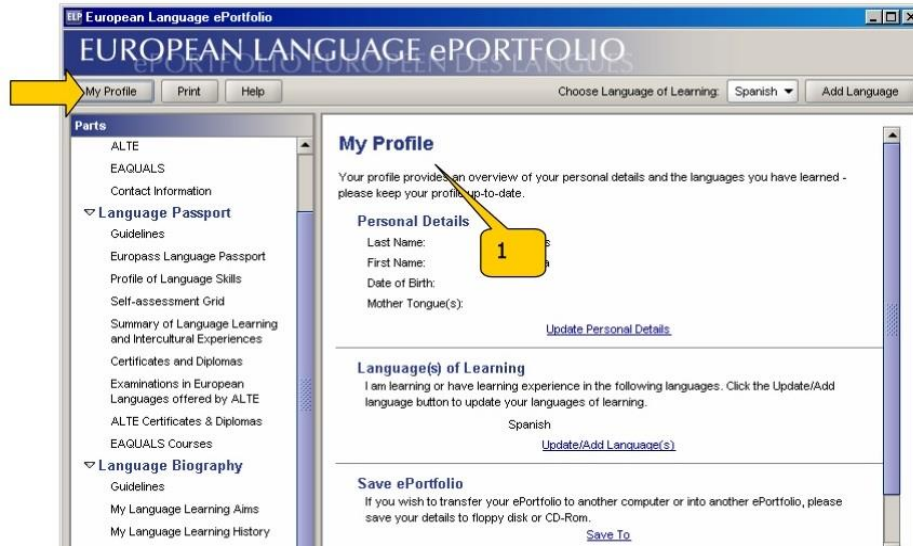 ELP European Language ePortfolio
EUROPEAN LANGUAGE ePORTFOLIO
ePORTFOLIO EUROPEEN DES LANGUES
My Profile Print Help Choose Language of Learning: Spanish Add Language
Parts
ALTE
EAQUALS
Contact Information
Language Passport
Guidelines
Europass Language Passport
Profile of Language Skills
Self-assessment Grid
Summary of Language Learning
and Intercultural Experiences
Certificates and Diplomas
Examinations in European
Languages offered by ALTE
ALTE Certificates & Diplomas
EAQUALS Courses
Language Biography
Guidelines
My Language Learning Aims
My Language Learning History
My Profile
Your profile provides an overview of your personal details and the languages you have learned -
please keep your profile up-to-date.
Personal Details
Last Name: s
First Name: a
1
Date of Birth:
Mother Tongue(s):
Update Personal Details
Language(s) of Learning
I am learning or have learning experience in the following languages. Click the Update/Add
language button to update your languages of learning.
Spanish
Update/Add Language(s)
Save ePortfolio
If you wish to transfer your ePortfolio to another computer or into another ePortfolio, please
save your details to floppy disk or CD-Rom.
Save To